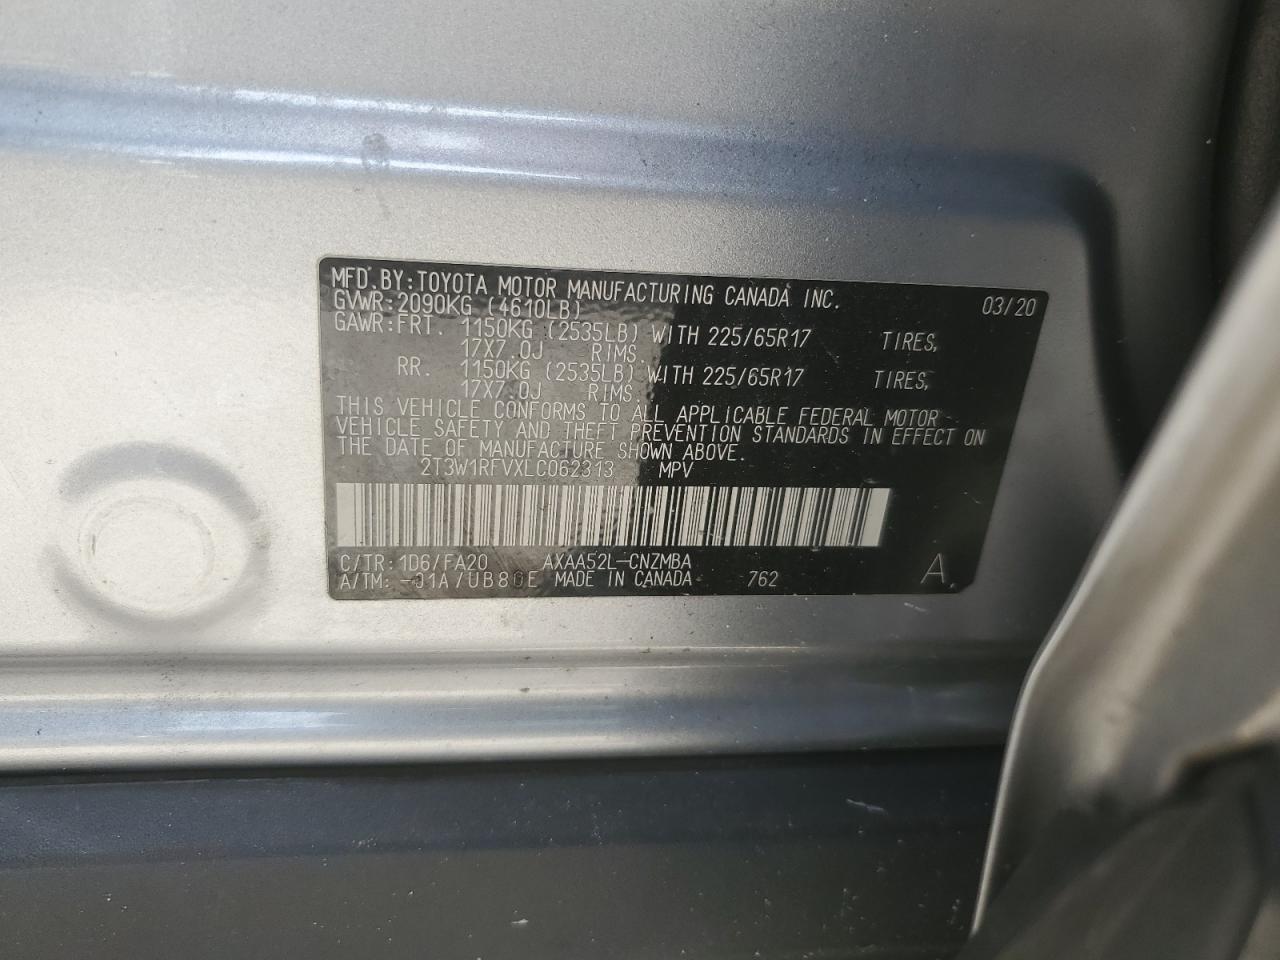 MFD.BY:TOYOTA MOTOR MANUFACTURING CANADA INC. 03/20
GVWR:2090KG (4610LB)
GAWR:FRT. 1150KG (2535LB) WITH 225/65R17 TIRES,
17X7.0J RIMS.
RR. 1150KG (2535LB) WITH 225/65R17 TIRES,
17X7.0J RIMS.
THIS VEHICLE CONFORMS TO ALL APPLICABLE FEDERAL MOTOR
VEHICLE SAFETY AND THEFT PREVENTION STANDARDS IN EFFECT ON
THE DATE OF MANUFACTURE SHOWN ABOVE.
2T3W1RFVXLC062313 MPV
C/TR:1D6/FA20 AXAA52L-CNZMBA
A/TM:-01A/UB80E MADE IN CANADA 762 A.